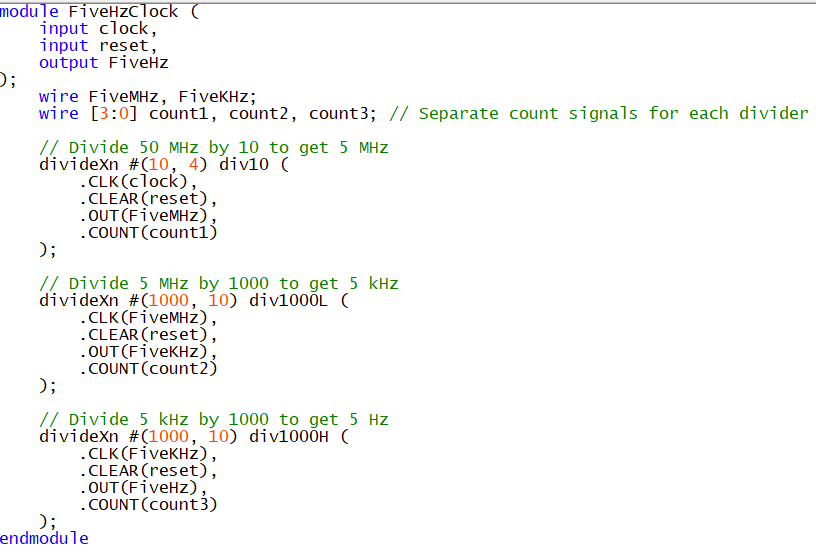 module FiveHzClock (
    input clock,
    input reset,
    output FiveHz
);
    wire FiveMHz, FiveKHz;
    wire [3:0] count1, count2, count3; // Separate count signals for each divider
    // Divide 50 MHz by 10 to get 5 MHz
    divideXn #(10, 4) div10 (
        .CLK(clock),
        .CLEAR(reset),
        .OUT(FiveMHz),
        .COUNT(count1)
    );
    // Divide 5 MHz by 1000 to get 5 kHz
    divideXn #(1000, 10) div1000L (
        .CLK(FiveMHz),
        .CLEAR(reset),
        .OUT(FiveKHz),
        .COUNT(count2)
    );
    // Divide 5 kHz by 1000 to get 5 Hz
    divideXn #(1000, 10) div1000H (
        .CLK(FiveKHz),
        .CLEAR(reset),
        .OUT(FiveHz),
        .COUNT(count3)
    );
endmodule